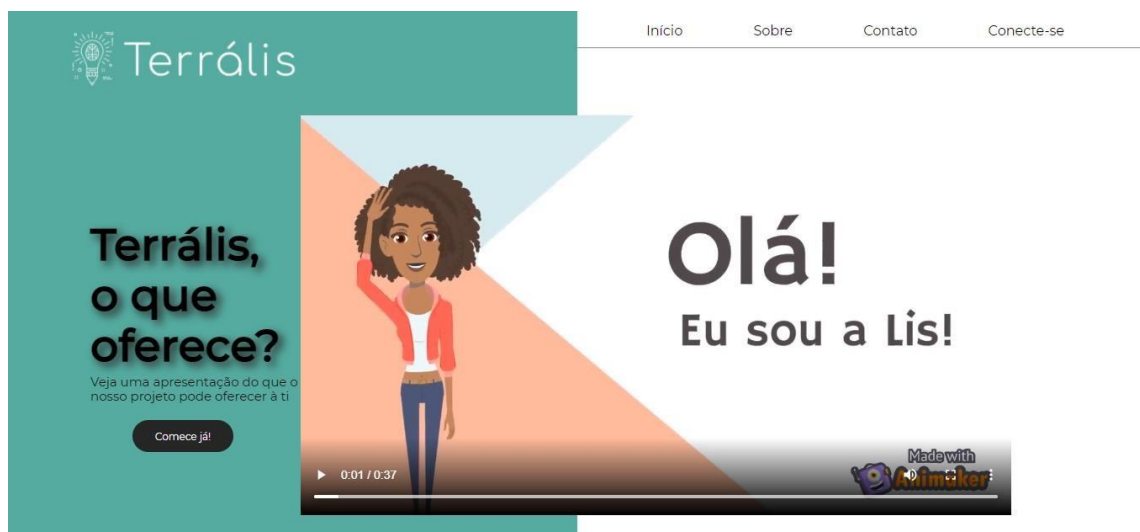 Terrális
Início Sobre Contato Conecte-se
Terrális,
o que
oferece?
Veja uma apresentação do que o
nosso projeto pode oferecer à ti
Comece já!
Olá!
Eu sou a Lis!
0:01 / 0:37
Made with
Animaker